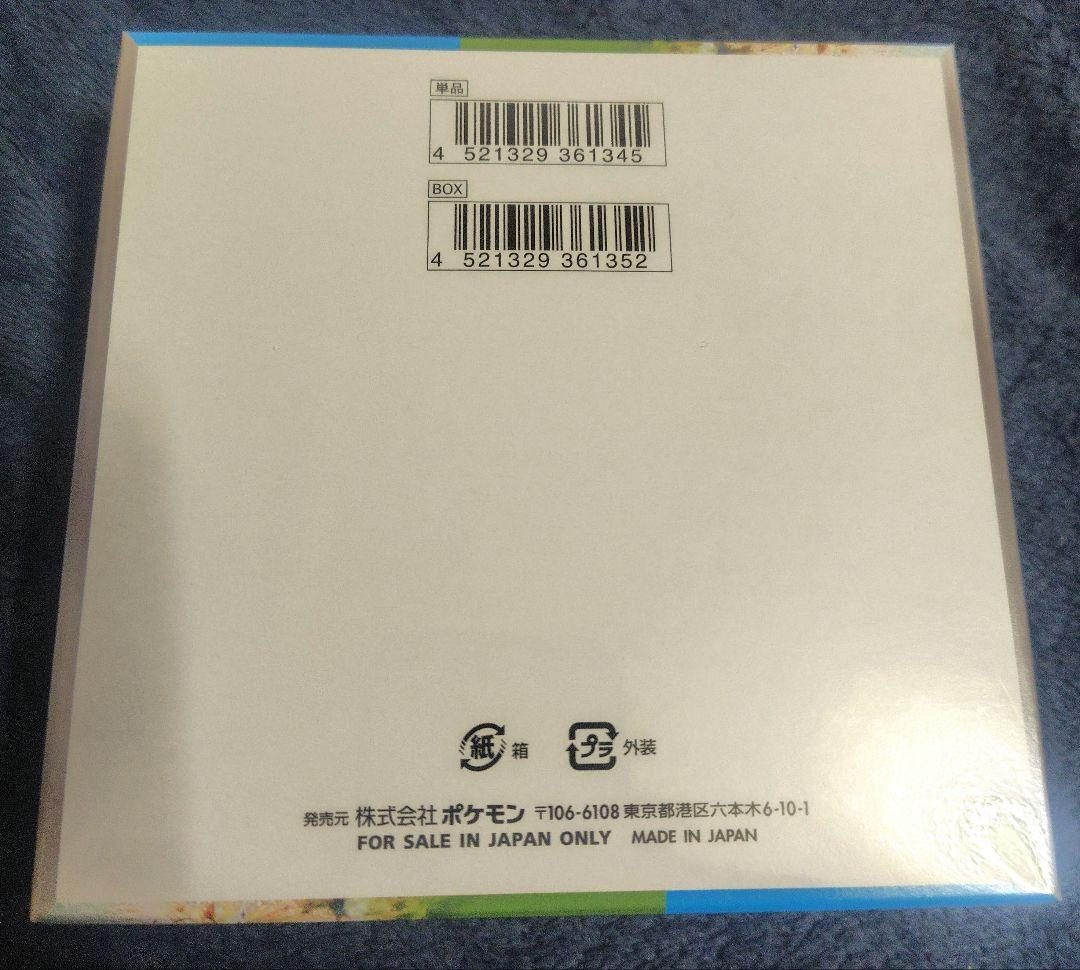 単品
4 521329 361345
BOX
4 521329 361352
紙 箱 プラ 外装
発売元 株式会社ポケモン 〒106-6108 東京都港区六本木6-10-1
FOR SALE IN JAPAN ONLY MADE IN JAPAN